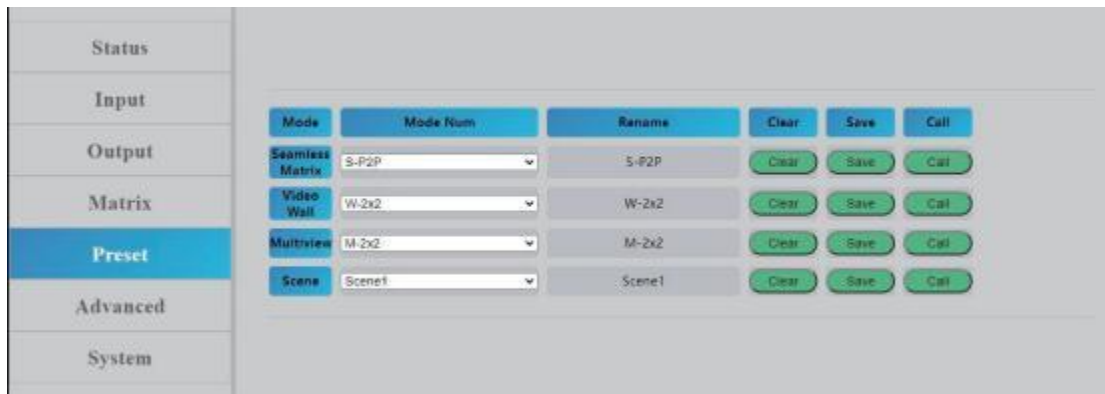 Status
Input
Output
Matrix
Preset
Advanced
System
Mode Mode Num Rename Clear Save Call
Seamless Matrix S-P2P S-P2P Clear Save Call
Video Wall W-2x2 W-2x2 Clear Save Call
Multiview M-2x2 M-2x2 Clear Save Call
Scene Scene1 Scene1 Clear Save Call